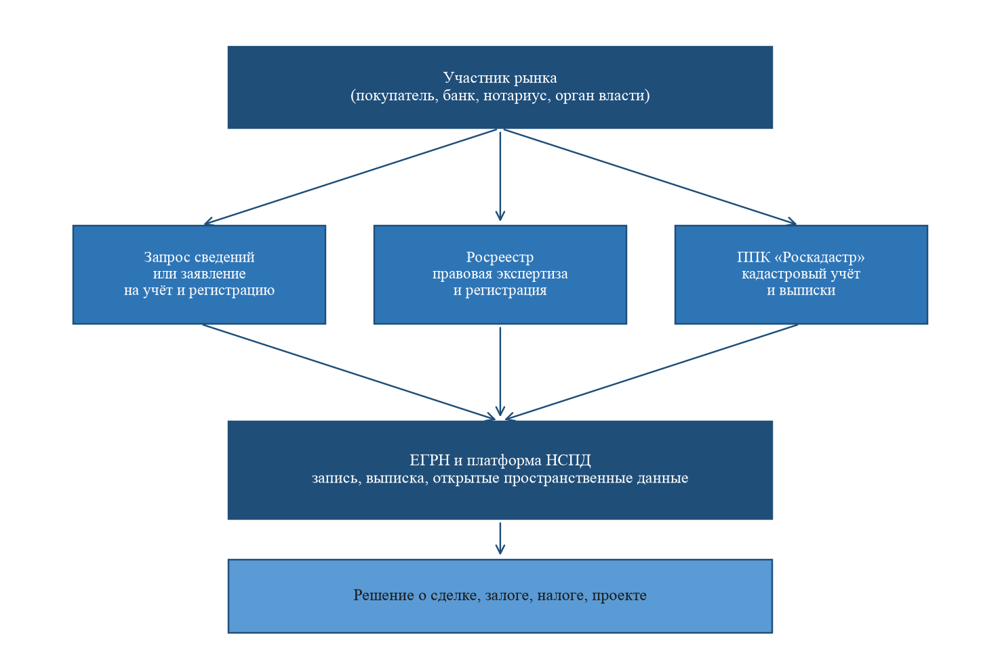 Участник рынка
(покупатель, банк, нотариус, орган власти)
Запрос сведений
или заявление
на учёт и регистрацию
Росреестр
правовая экспертиза
и регистрация
ППК «Роскадастр»
кадастровый учёт
и выписки
ЕГРН и платформа НСПД
запись, выписка, открытые пространственные данные
Решение о сделке, залоге, налоге, проекте